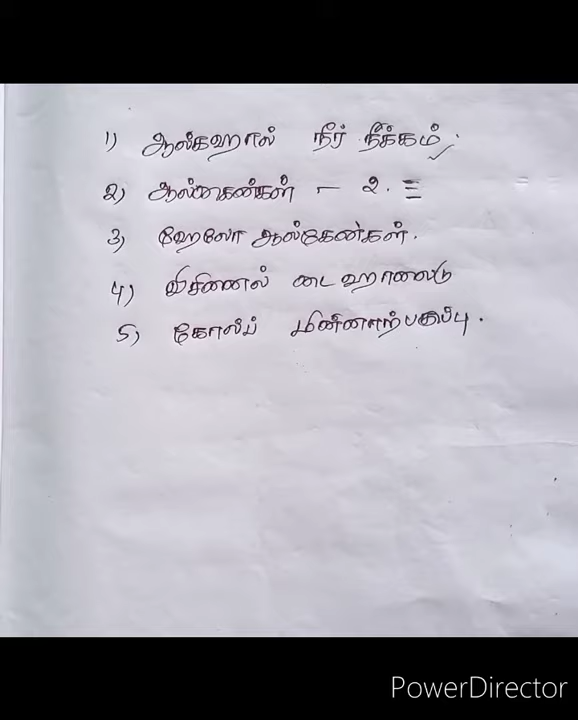 1) ஆல்கஹால் நீர் நீக்கம்.
2) ஆல்கைன்கள் - 2. ≡
3) ஹேலோ ஆல்கேன்கள்.
4) விசினைல் டை ஹாலைடு
5) கோல்ப் மின்னாற்பகுப்பு.
PowerDirector